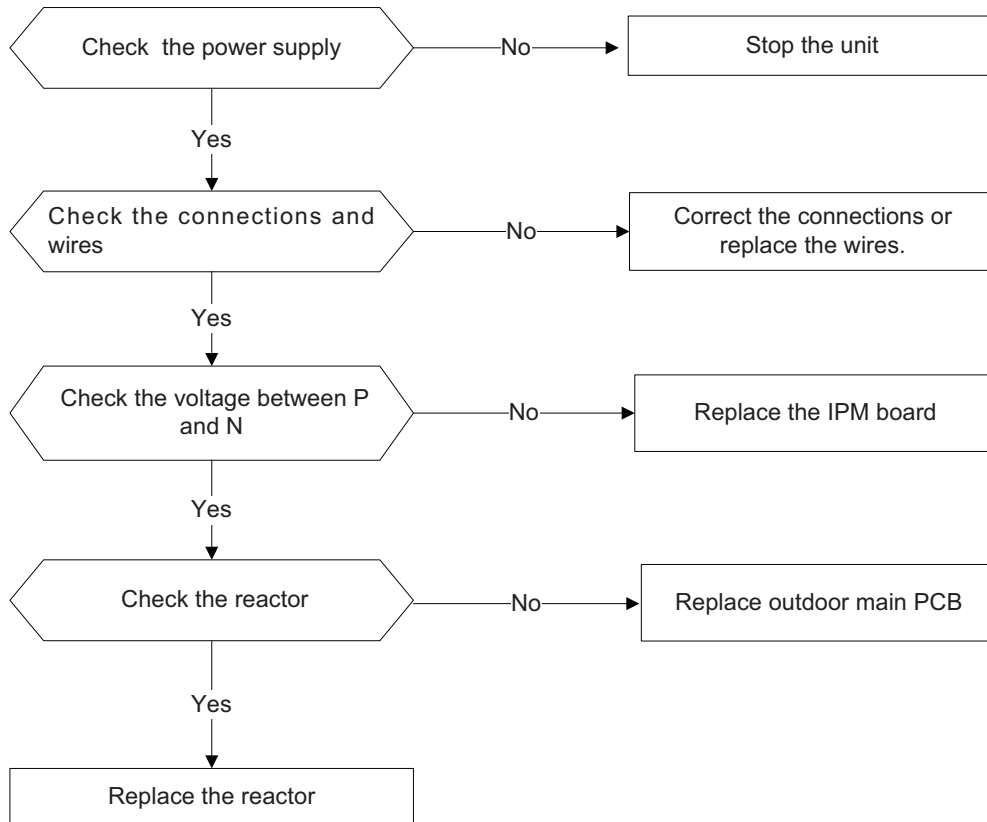 Check the power supply
No
Stop the unit
Yes
Check the connections and
wires
No
Correct the connections or
replace the wires.
Yes
Check the voltage between P
and N
No
Replace the IPM board
Yes
Check the reactor
No
Replace outdoor main PCB
Yes
Replace the reactor